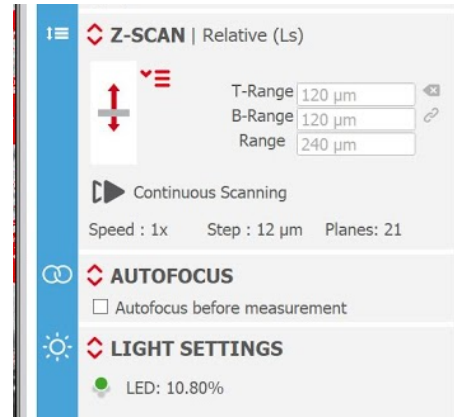 Z-SCAN | Relative (Ls)
T-Range 120 µm
B-Range 120 µm
Range 240 µm
Continuous Scanning
Speed : 1x Step : 12 µm Planes: 21
AUTOFOCUS
Autofocus before measurement
LIGHT SETTINGS
LED: 10.80%